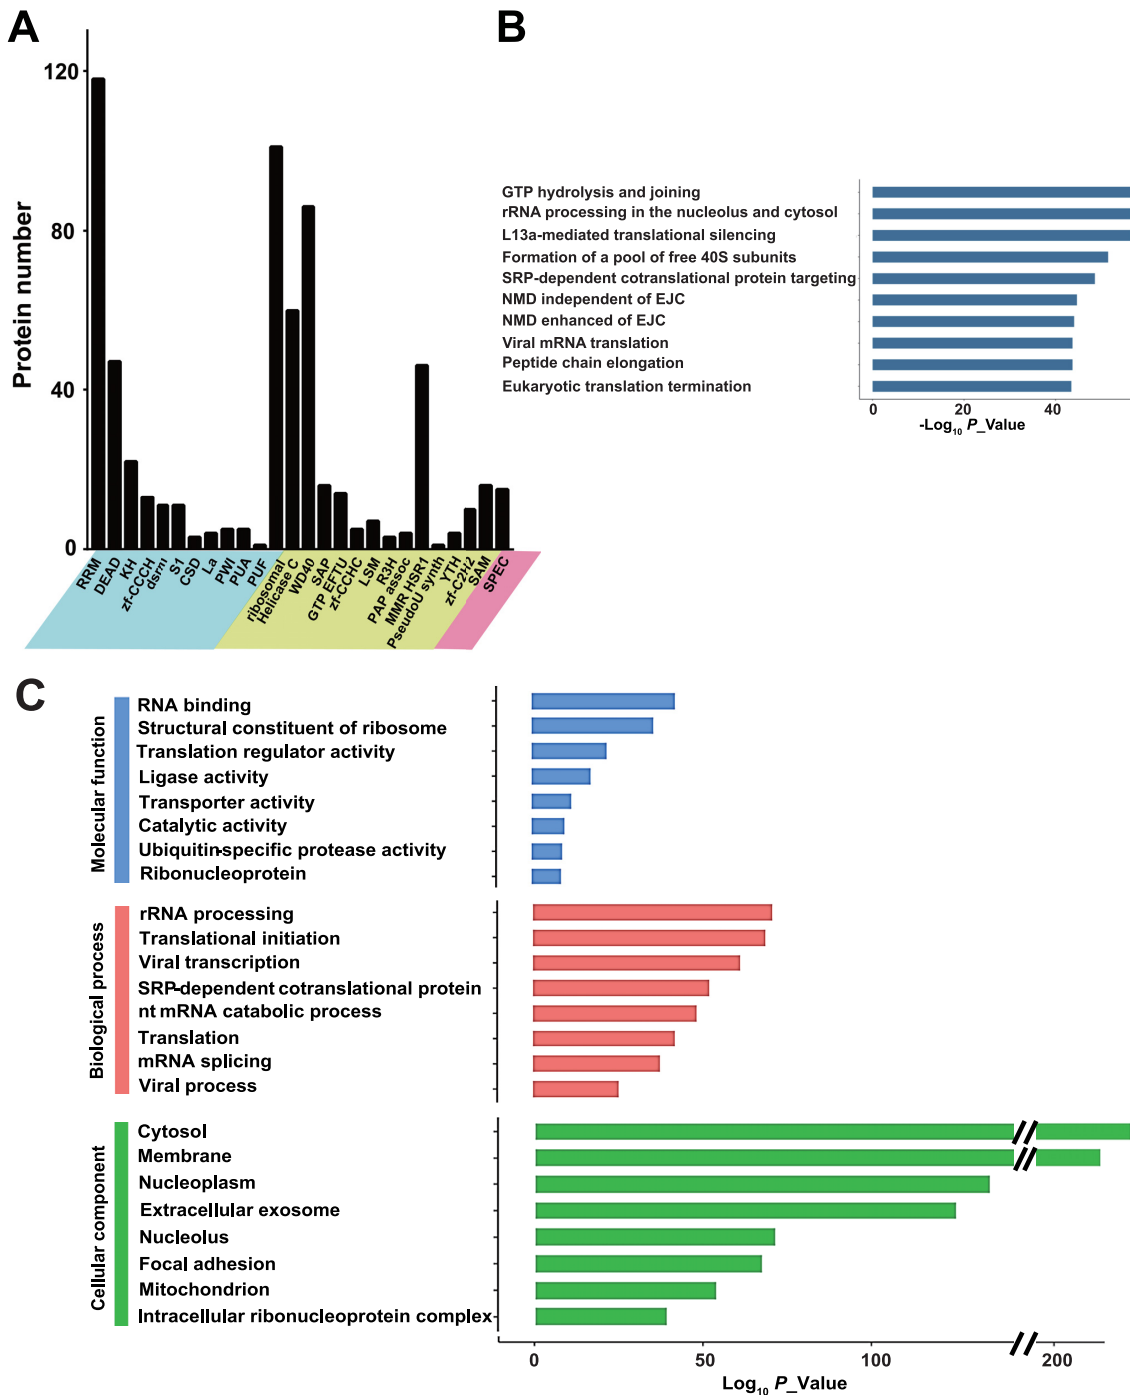 A
Protein number
120
80
40
0
RRM
DEAD
KH
zf-CCCH
dsrm
S1
CSD
La
PWI
PUA
PUF
ribosomal
Helicase C
WD40
SAP
GTP EFTU
zf-CCHC
LSM
R3H
PAP assoc
MMR HSR1
PseudoU synth
YTH
zf-C2H2
SAM
SPEC
B
GTP hydrolysis and joining
rRNA processing in the nucleolus and cytosol
L13a-mediated translational silencing
Formation of a pool of free 40S subunits
SRP-dependent cotranslational protein targeting
NMD independent of EJC
NMD enhanced of EJC
Viral mRNA translation
Peptide chain elongation
Eukaryotic translation termination
0 20 40
-Log10 P_Value
C
Molecular function
RNA binding
Structural constituent of ribosome
Translation regulator activity
Ligase activity
Transporter activity
Catalytic activity
Ubiquitin-specific protease activity
Ribonucleoprotein
Biological process
rRNA processing
Translational initiation
Viral transcription
SRP-dependent cotranslational protein
nt mRNA catabolic process
Translation
mRNA splicing
Viral process
Cellular component
Cytosol
Membrane
Nucleoplasm
Extracellular exosome
Nucleolus
Focal adhesion
Mitochondrion
Intracellular ribonucleoprotein complex
0 50 100 200
Log10 P_Value